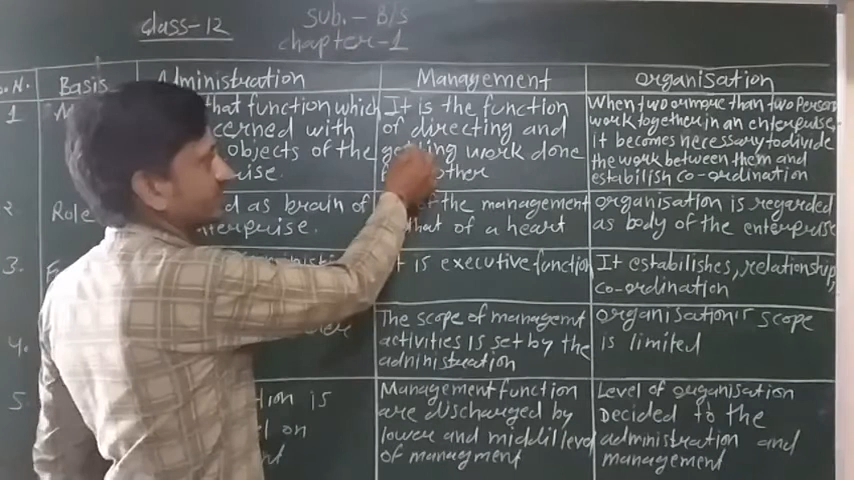 class-12
Sub.- B/S
chapter-1
S.N. Basis Administration Management Organisation
1
that function which
concerned with
objects of the
It is the function
of directing and
work done
other
When two or more than two Person
work together in an enterprise,
it becomes necessary to divide
the work between them and
estabilish co-ordination
2.
Role
as brain of
enterprise.
the management
that of a heart
organisation is regarded
as body of the enterprise
3.
It is executive function
It estabilishes, relationship,
co-ordination
4.
The scope of managemt
activities is set by the
administration
organisation's scope
is limited
5.
is
on
Management function
are discharged by
lower and middil level
of managment
Level of organisation
Decided to the
administration and
management